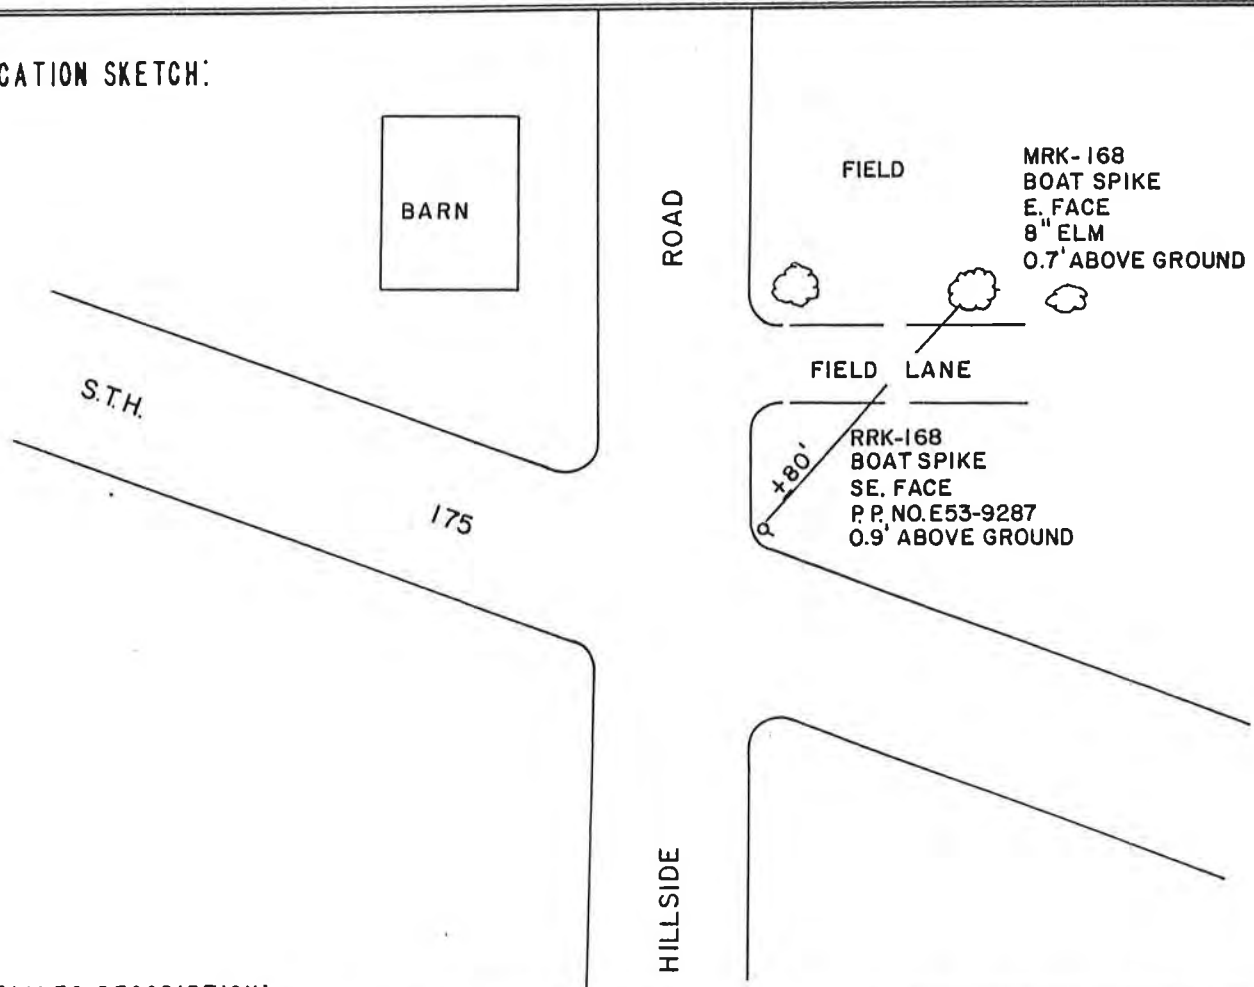 CATION SKETCH:
BARN
ROAD
FIELD
MRK-168
BOAT SPIKE
E. FACE
8" ELM
0.7' ABOVE GROUND
FIELD LANE
S.T.H.
175
+80'
RRK-168
BOAT SPIKE
SE. FACE
P.P. NO. E53-9287
0.9' ABOVE GROUND
HILLSIDE